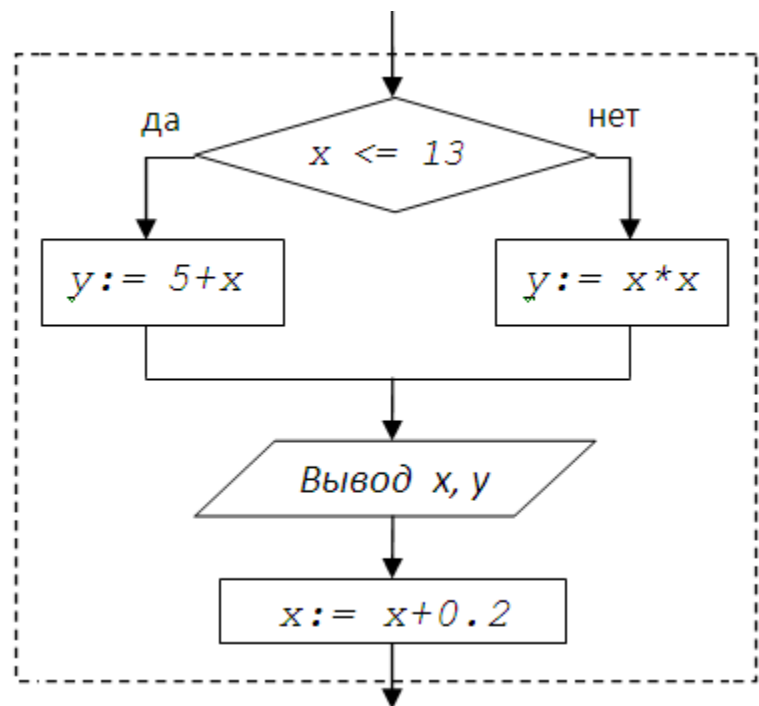 да
нет
x <= 13
y:= 5+x
y:= x*x
Вывод x, y
x:= x+0.2